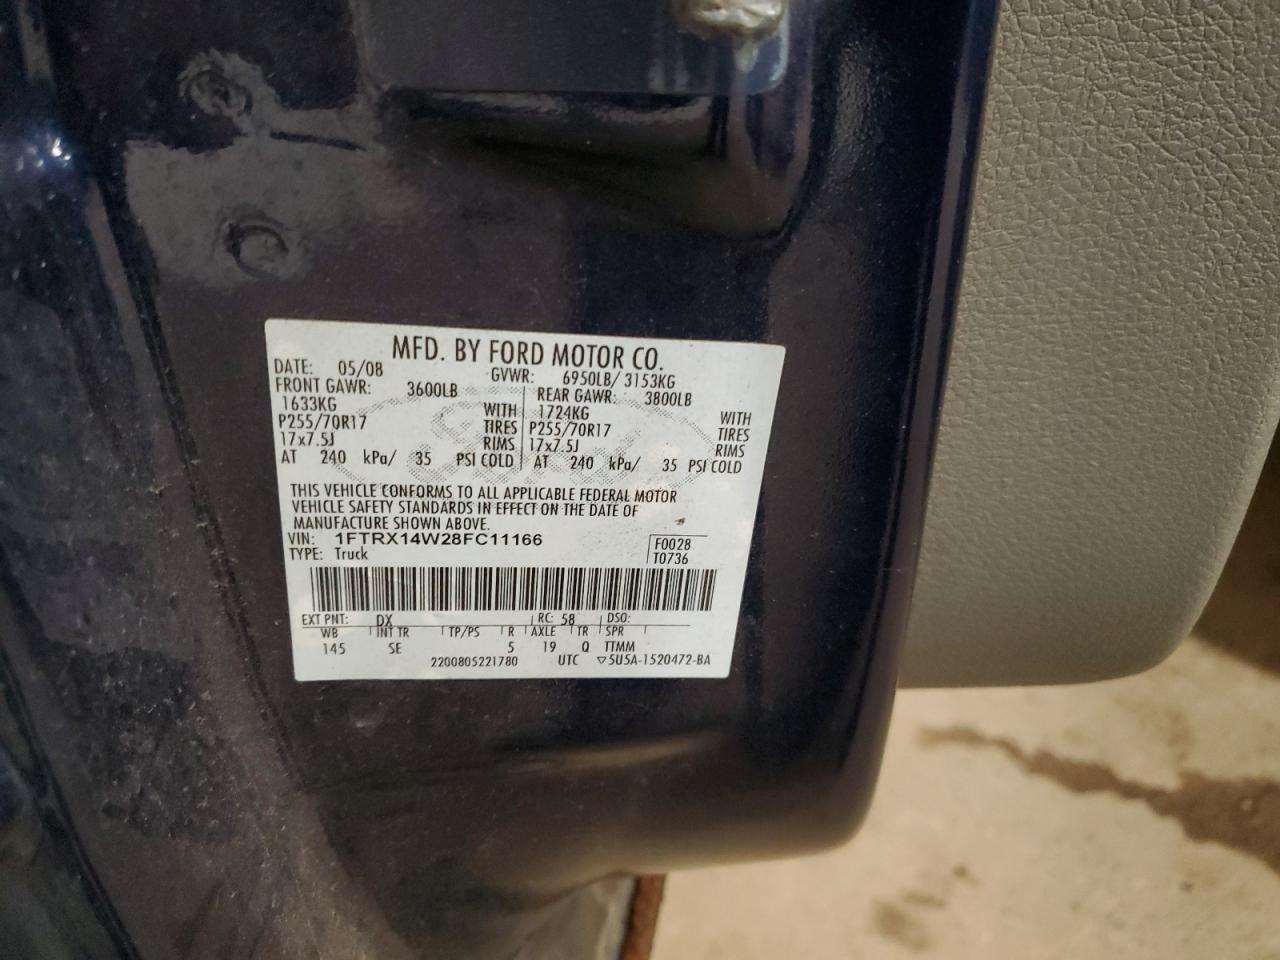 MFD. BY FORD MOTOR CO.
DATE: 05/08 GVWR: 6950LB/ 3153KG
FRONT GAWR: 3600LB REAR GAWR: 3800LB
1633KG WITH 1724KG WITH
P255/70R17 TIRES P255/70R17 TIRES
17x7.5J RIMS 17x7.5J RIMS
AT 240 kPa/ 35 PSI COLD AT 240 kPa/ 35 PSI COLD
THIS VEHICLE CONFORMS TO ALL APPLICABLE FEDERAL MOTOR
VEHICLE SAFETY STANDARDS IN EFFECT ON THE DATE OF
MANUFACTURE SHOWN ABOVE.
VIN: 1FTRX14W28FC11166 F0028
TYPE: Truck T0736
EXT PNT: DX RC: 58 DSO:
WB INT TR TP/PS R AXLE TR SPR
145 SE 5 19 Q TTMM
2200805221780 UTC ▽5U5A-1520472-BA